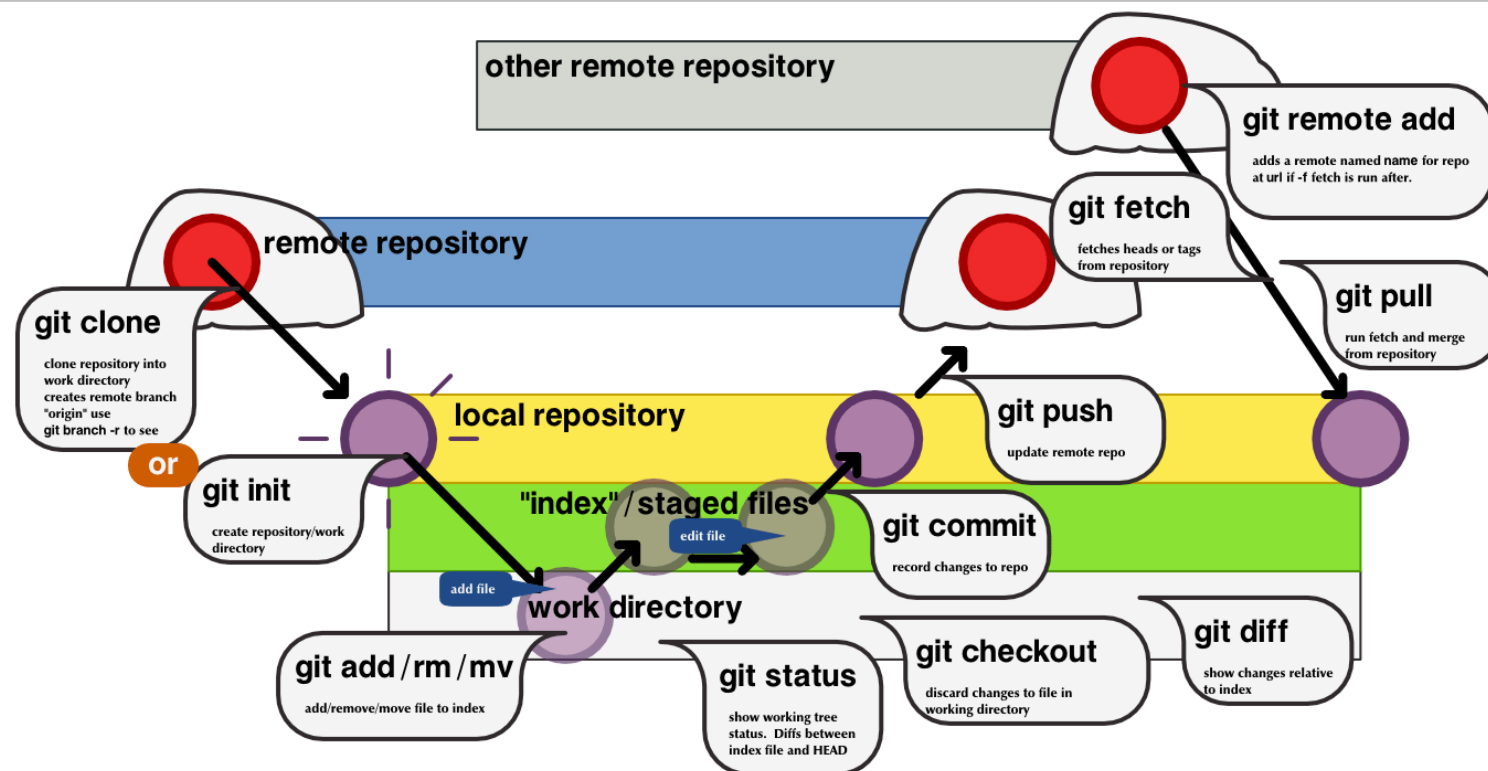 other remote repository
git remote add
adds a remote named name for repo
at url if -f fetch is run after.
git fetch
fetches heads or tags
from repository
remote repository
git pull
run fetch and merge
from repository
git clone
clone repository into
work directory
creates remote branch
"origin" use
git branch -r to see
or
git init
create repository/work
directory
local repository
git push
update remote repo
"index"/staged files
edit file
git commit
record changes to repo
add file
work directory
git add/rm/mv
add/remove/move file to index
git status
show working tree
status. Diffs between
index file and HEAD
git checkout
discard changes to file in
working directory
git diff
show changes relative
to index